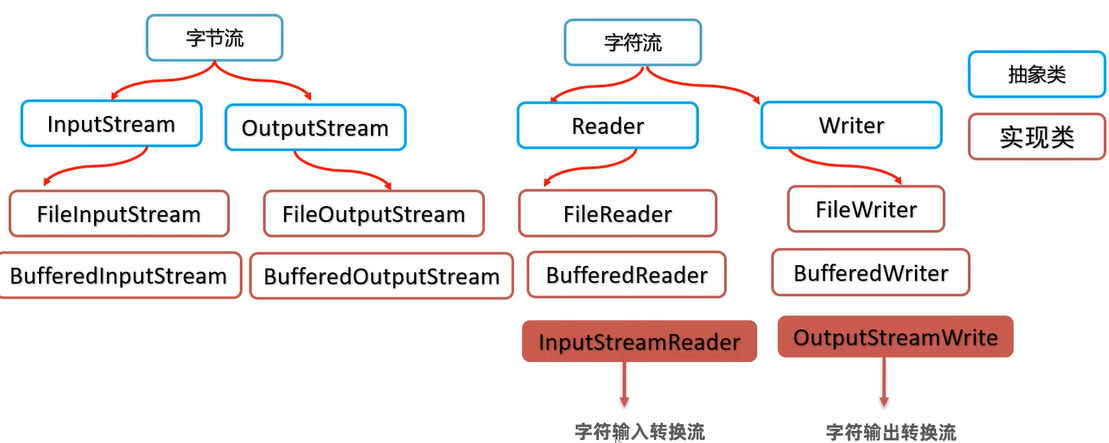 字节流
字符流
抽象类
InputStream
OutputStream
Reader
Writer
实现类
FileInputStream
FileOutputStream
FileReader
FileWriter
BufferedInputStream
BufferedOutputStream
BufferedReader
BufferedWriter
InputStreamReader
OutputStreamWrite
字符输入转换流
字符输出转换流